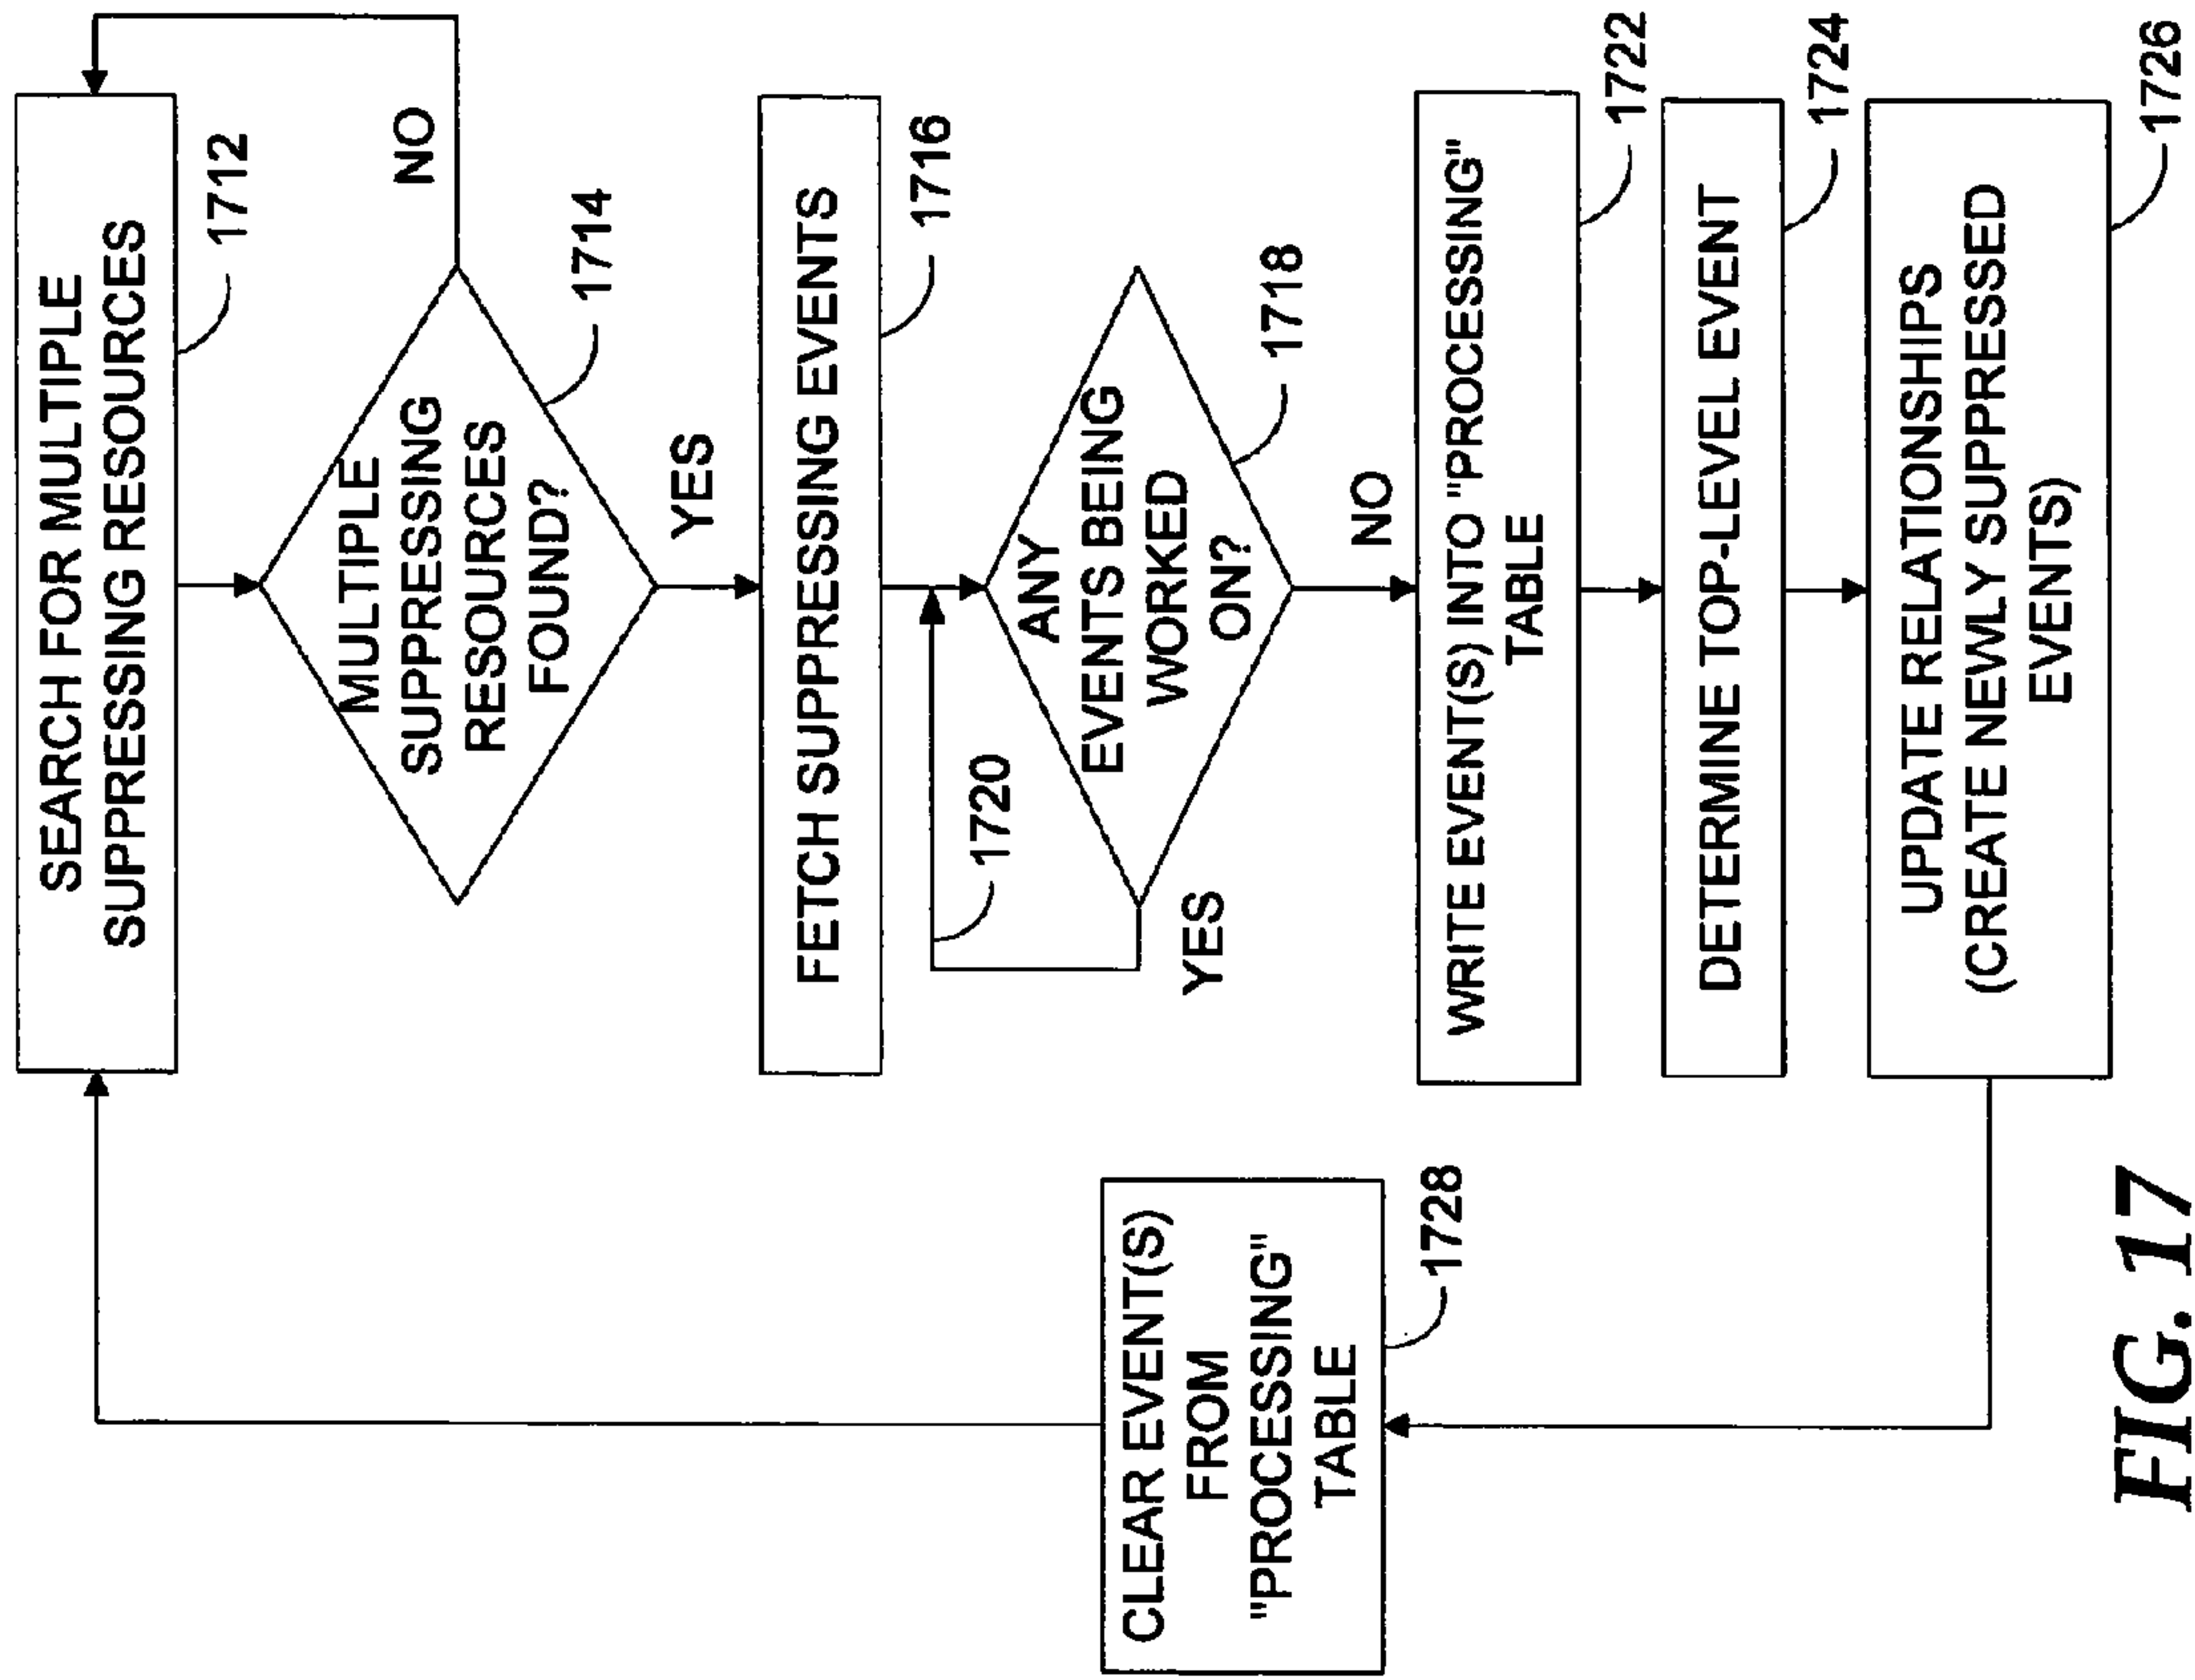 SEARCH FOR MULTIPLE
SUPPRESSING RESOURCES
1712
MULTIPLE
SUPPRESSING
RESOURCES
FOUND?
1714
NO
YES
FETCH SUPPRESSING EVENTS
1716
1720
ANY
EVENTS BEING
WORKED
ON?
1718
YES
NO
WRITE EVENT(S) INTO "PROCESSING"
TABLE
1722
DETERMINE TOP-LEVEL EVENT
1724
UPDATE RELATIONSHIPS
(CREATE NEWLY SUPPRESSED
EVENTS)
1726
CLEAR EVENT(S)
FROM
"PROCESSING"
TABLE
1728
FIG. 17